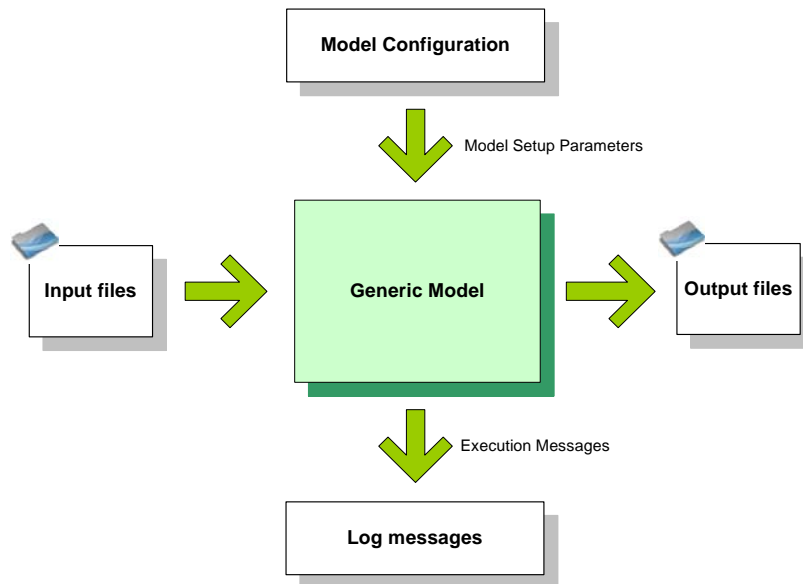 Model Configuration
Model Setup Parameters
Input files
Generic Model
Output files
Execution Messages
Log messages